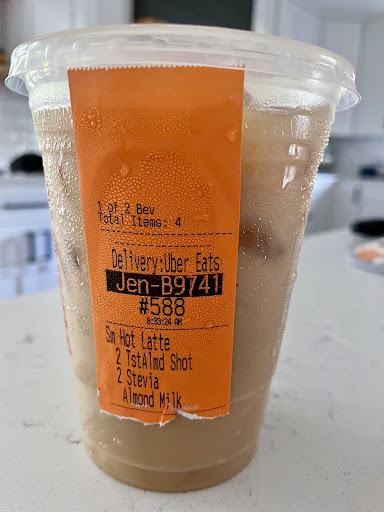 1 of 2 Bev
Total Items: 4
Delivery:Uber Eats
Jen-B9741
#588
8:33:24 AM
Sm Hot Latte
2 TstAlmd Shot
2 Stevia
Almond Milk